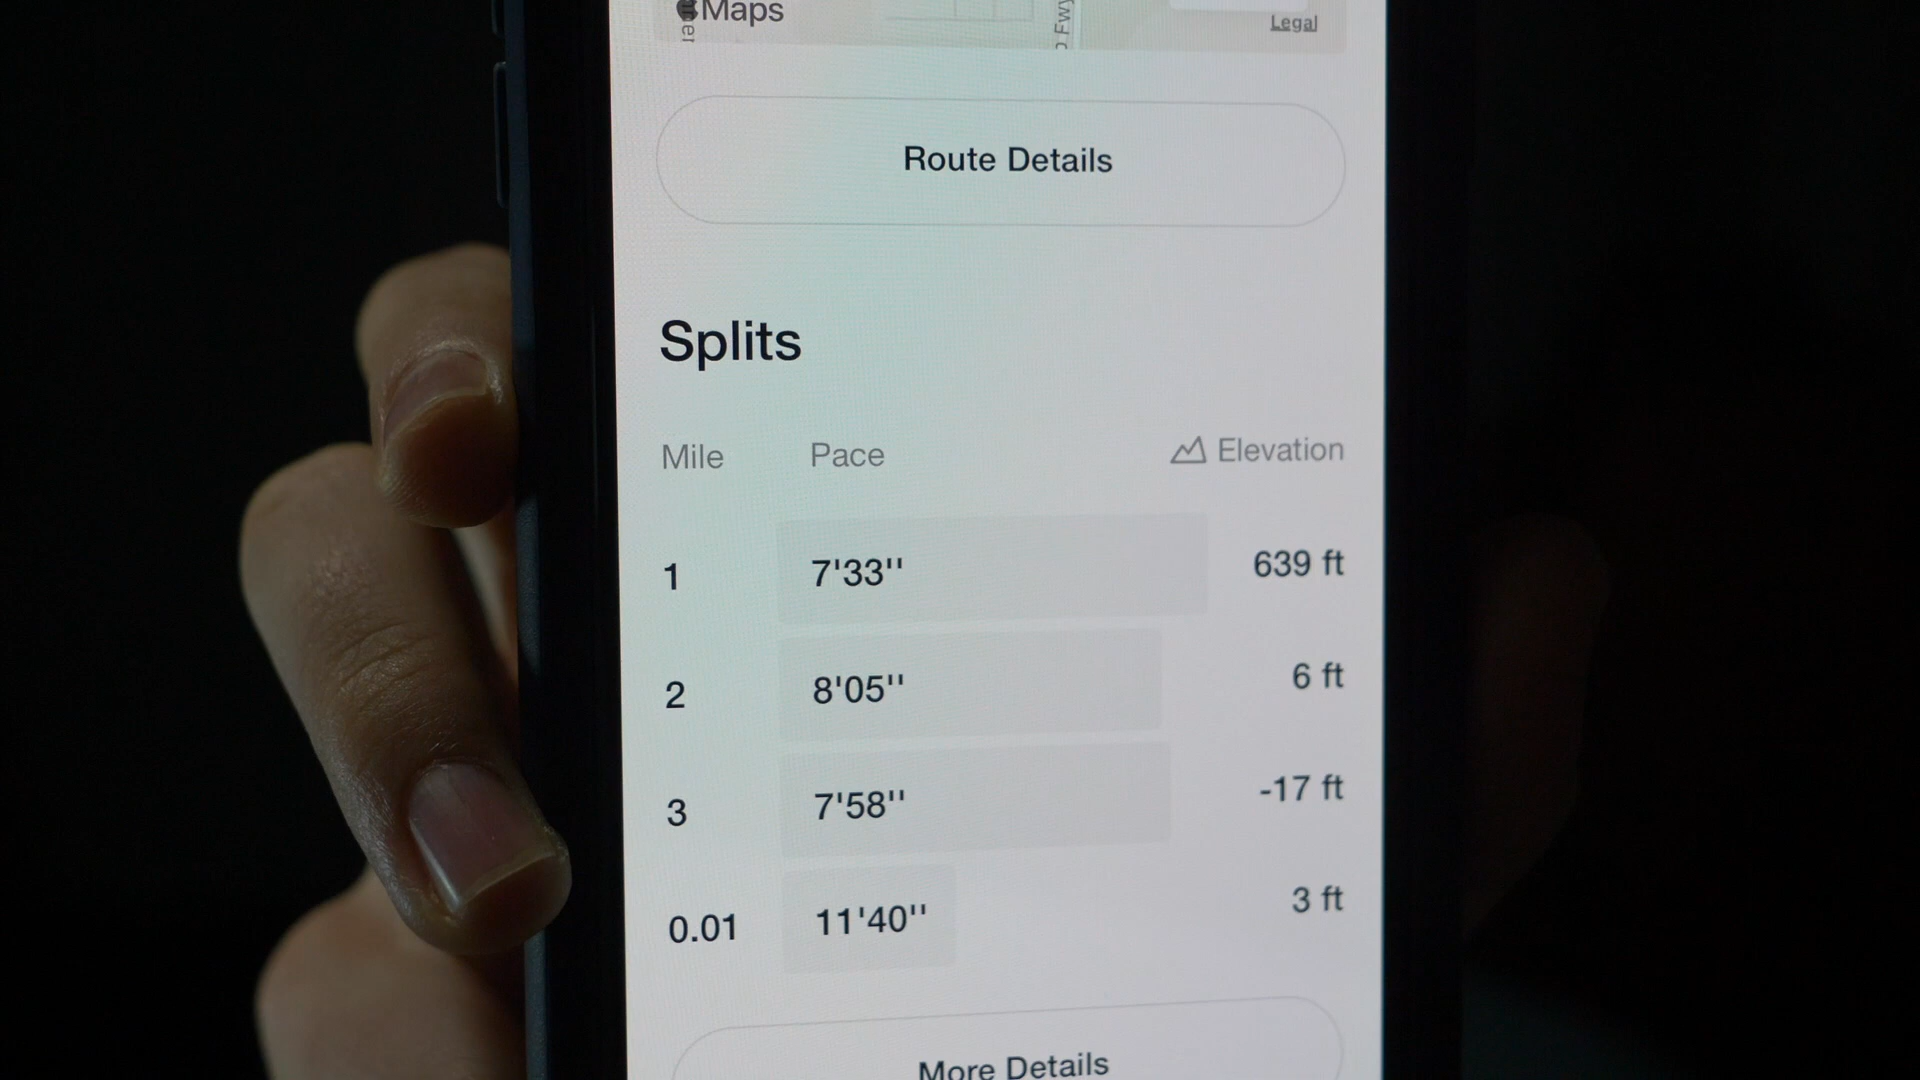 Maps
Legal
Route Details
Splits
Mile Pace Elevation
1 7'33'' 639 ft
2 8'05'' 6 ft
3 7'58'' -17 ft
0.01 11'40'' 3 ft
More Details